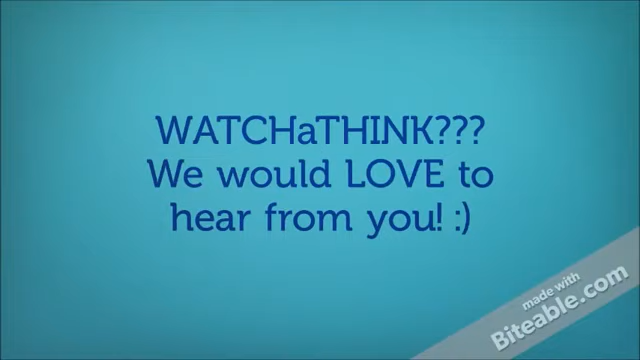 WATCHaTHINK???
We would LOVE to
hear from you! :)
made with
Biteable.com